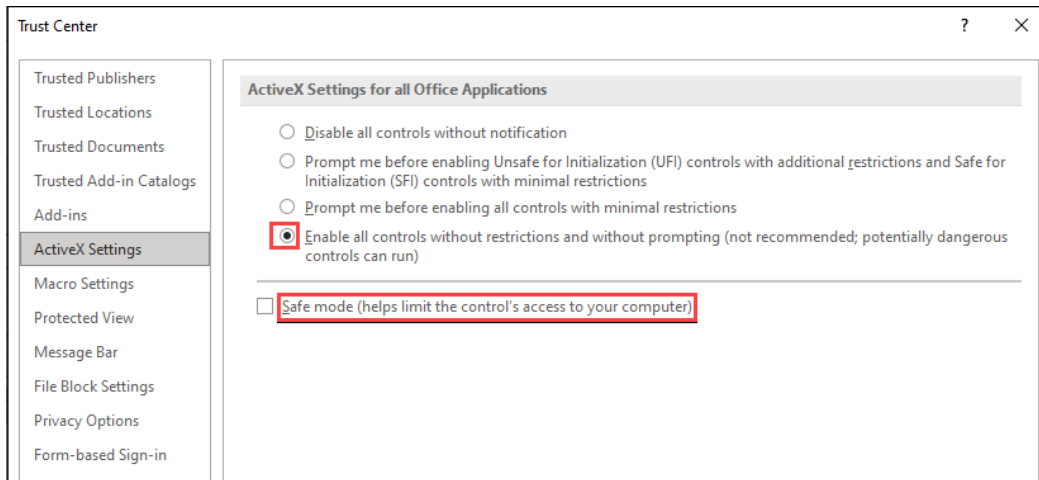 Trust Center
?
Trusted Publishers
Trusted Locations
Trusted Documents
Trusted Add-in Catalogs
Add-ins
ActiveX Settings
Macro Settings
Protected View
Message Bar
File Block Settings
Privacy Options
Form-based Sign-in
ActiveX Settings for all Office Applications
Disable all controls without notification
Prompt me before enabling Unsafe for Initialization (UFI) controls with additional restrictions and Safe for
Initialization (SFI) controls with minimal restrictions
Prompt me before enabling all controls with minimal restrictions
Enable all controls without restrictions and without prompting (not recommended; potentially dangerous
controls can run)
Safe mode (helps limit the control's access to your computer)